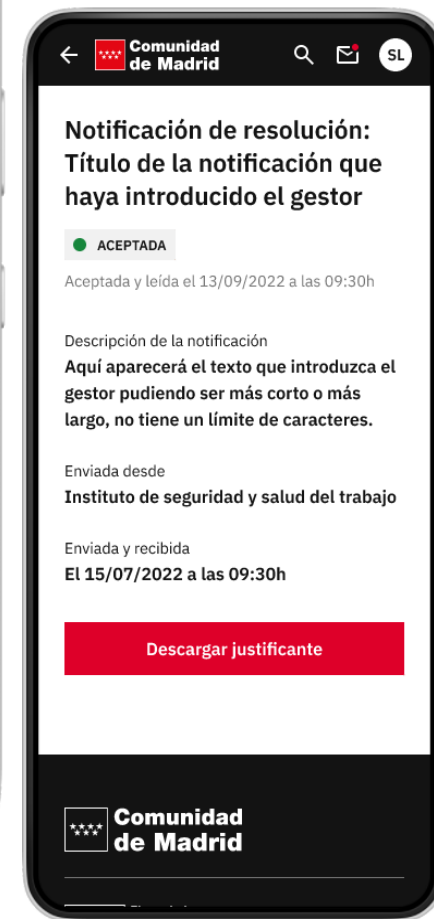 Comunidad
de Madrid
SL
Notificación de resolución:
Título de la notificación que
haya introducido el gestor
ACEPTADA
Aceptada y leída el 13/09/2022 a las 09:30h
Descripción de la notificación
Aquí aparecerá el texto que introduzca el
gestor pudiendo ser más corto o más
largo, no tiene un límite de caracteres.
Enviada desde
Instituto de seguridad y salud del trabajo
Enviada y recibida
El 15/07/2022 a las 09:30h
Descargar justificante
Comunidad
de Madrid